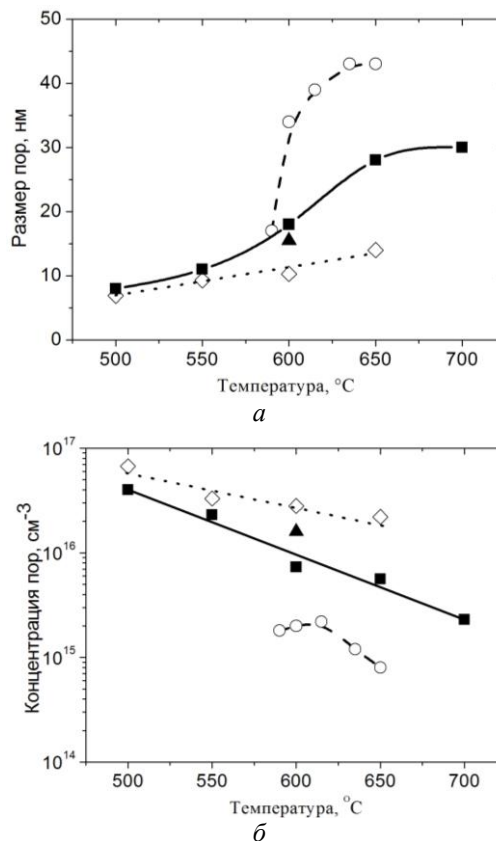 50
40
30
20
10
0
Размер пор, нм
500 550 600 650 700
Температура, °C
а
10^17
10^16
10^15
10^14
Концентрация пор, см-3
500 550 600 650 700
Температура, °C
б